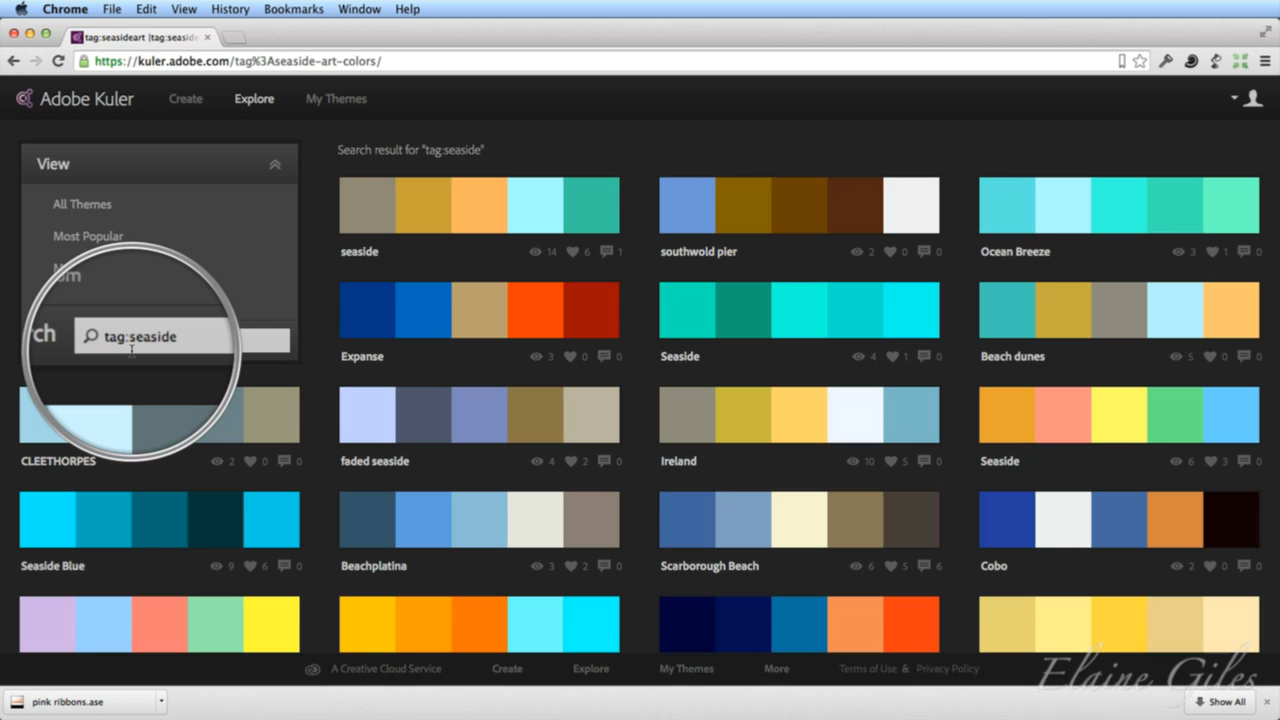 Chrome File Edit View History Bookmarks Window Help
tag:seasideart |tag:seasid
https://kuler.adobe.com/tag%3Aseaside-art-colors/
Adobe Kuler Create Explore My Themes
View
All Themes
Most Popular
rch tag:seaside
Search result for "tag:seaside"
seaside 14 6 1
southwold pier 2 0 0
Ocean Breeze 3 1 0
Expanse 3 0 0
Seaside 4 1 0
Beach dunes 5 0 0
CLEETHORPES 2 0 0
faded seaside 4 2 0
Ireland 10 5 0
Seaside 6 3 0
Seaside Blue 9 6 0
Beachplatina 3 2 0
Scarborough Beach 6 5 6
Cobo 2 0 0
A Creative Cloud Service Create Explore My Themes More Terms of Use & Privacy Policy
Elaine Giles
pink ribbons.ase Show All